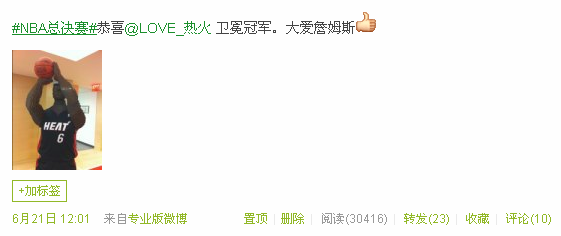 #NBA总决赛#恭喜@LOVE_热火 卫冕冠军。大爱詹姆斯
HEAT
6
+加标签
6月21日 12:01 来自专业版微博 置顶 | 删除 | 阅读(30416) | 转发(23) | 收藏 | 评论(10)